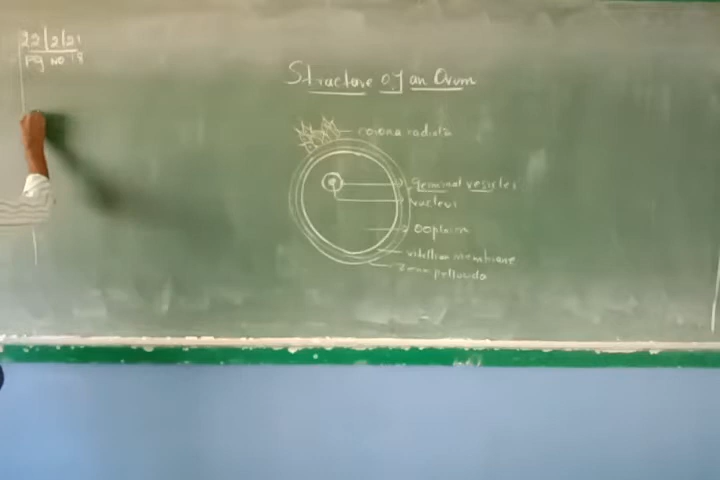 22/2/21
Pg NO 18
Structure of an Ovum
corona radiata
germinal vesicles
nucleus
ooplasm
vitelline membrane
zona pellucida